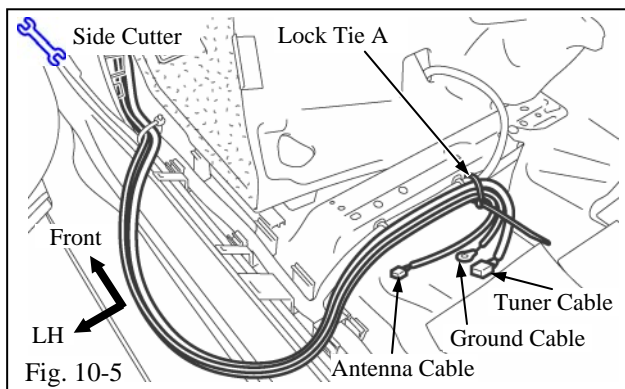 Side Cutter
Lock Tie A
Front
LH
Tuner Cable
Ground Cable
Antenna Cable
Fig. 10-5